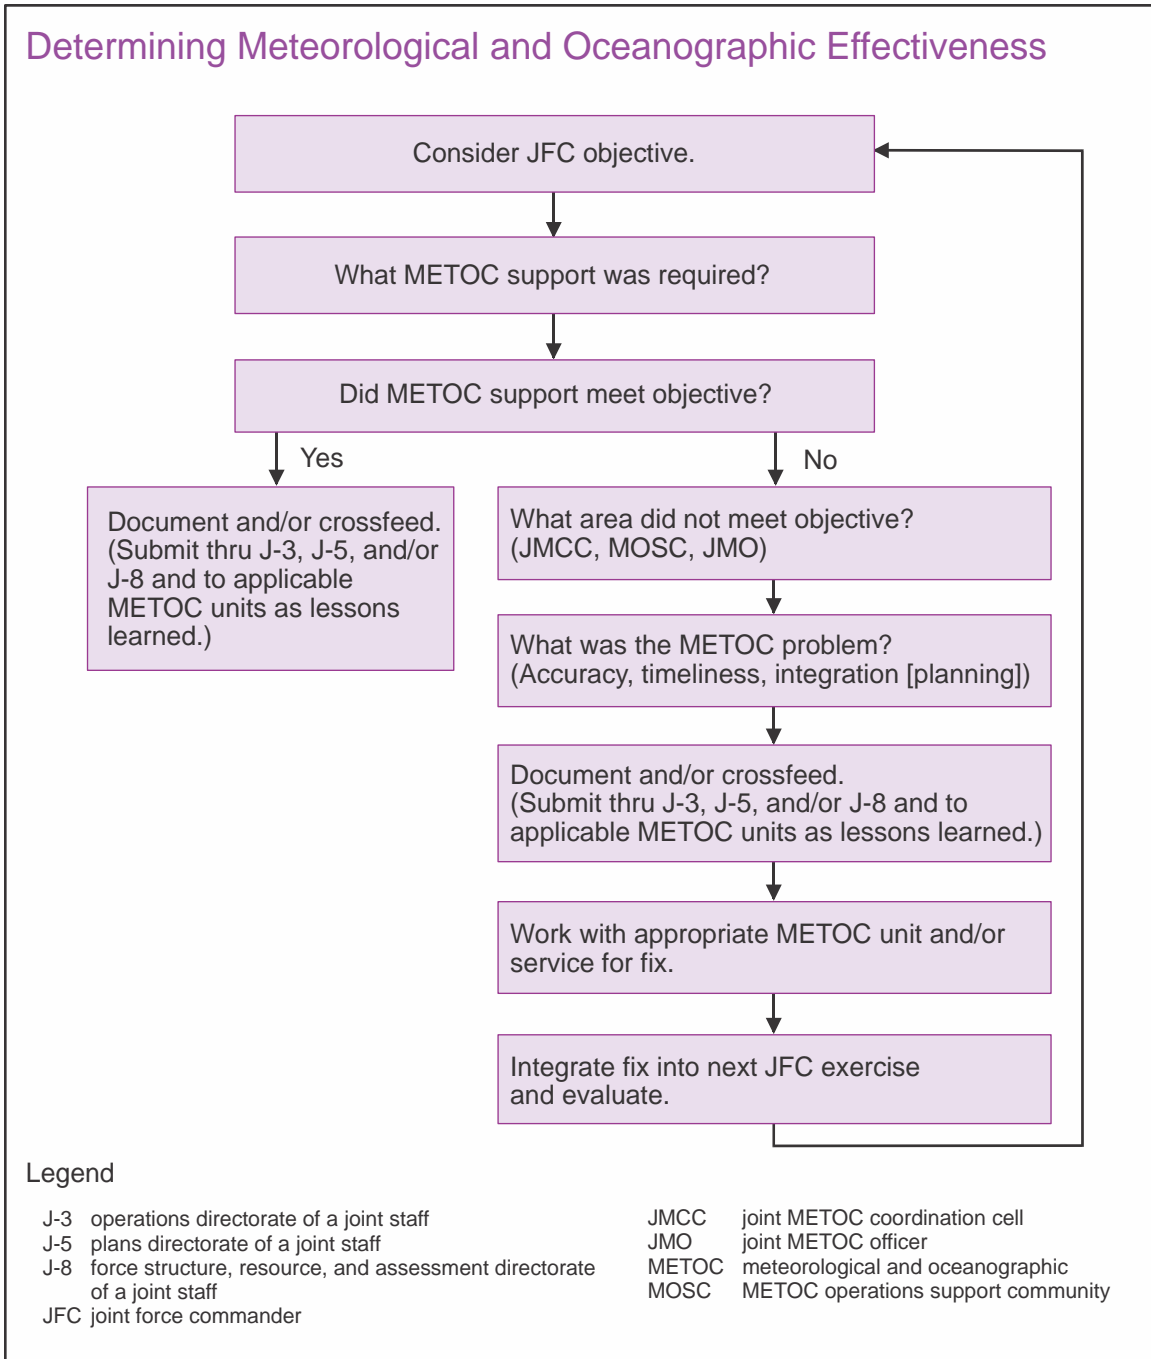 Determining Meteorological and Oceanographic Effectiveness
Consider JFC objective.
What METOC support was required?
Did METOC support meet objective?
Yes
No
Document and/or crossfeed.
(Submit thru J-3, J-5, and/or
J-8 and to applicable
METOC units as lessons
learned.)
What area did not meet objective?
(JMCC, MOSC, JMO)
What was the METOC problem?
(Accuracy, timeliness, integration [planning])
Document and/or crossfeed.
(Submit thru J-3, J-5, and/or J-8 and to
applicable METOC units as lessons learned.)
Work with appropriate METOC unit and/or
service for fix.
Integrate fix into next JFC exercise
and evaluate.
Legend
J-3 operations directorate of a joint staff
J-5 plans directorate of a joint staff
J-8 force structure, resource, and assessment directorate
of a joint staff
JFC joint force commander
JMCC joint METOC coordination cell
JMO joint METOC officer
METOC meteorological and oceanographic
MOSC METOC operations support community